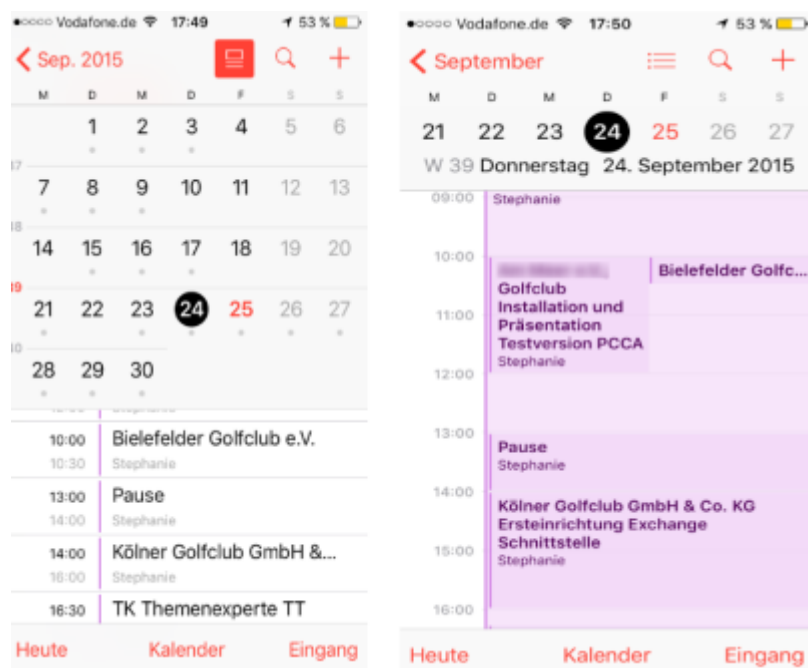 Vodafone.de 17:49 53 %
Sep. 2015
M D M D F S S
1 2 3 4 5 6
7 8 9 10 11 12 13
14 15 16 17 18 19 20
21 22 23 24 25 26 27
28 29 30
10:00 Bielefelder Golfclub e.V.
10:30 Stephanie
13:00 Pause
14:00 Stephanie
14:00 Kölner Golfclub GmbH &...
16:00 Stephanie
16:30 TK Themenexperte TT
Heute Kalender Eingang
Vodafone.de 17:50 53 %
September
M D M D F S S
21 22 23 24 25 26 27
W 39 Donnerstag 24. September 2015
09:00 Stephanie
10:00
Bielefelder Golfc...
Golfclub
Installation und
11:00
Präsentation
Testversion PCCA
Stephanie
12:00
13:00
Pause
Stephanie
14:00
Kölner Golfclub GmbH & Co. KG
Ersteinrichtung Exchange
Schnittstelle
15:00
Stephanie
16:00
Heute Kalender Eingang